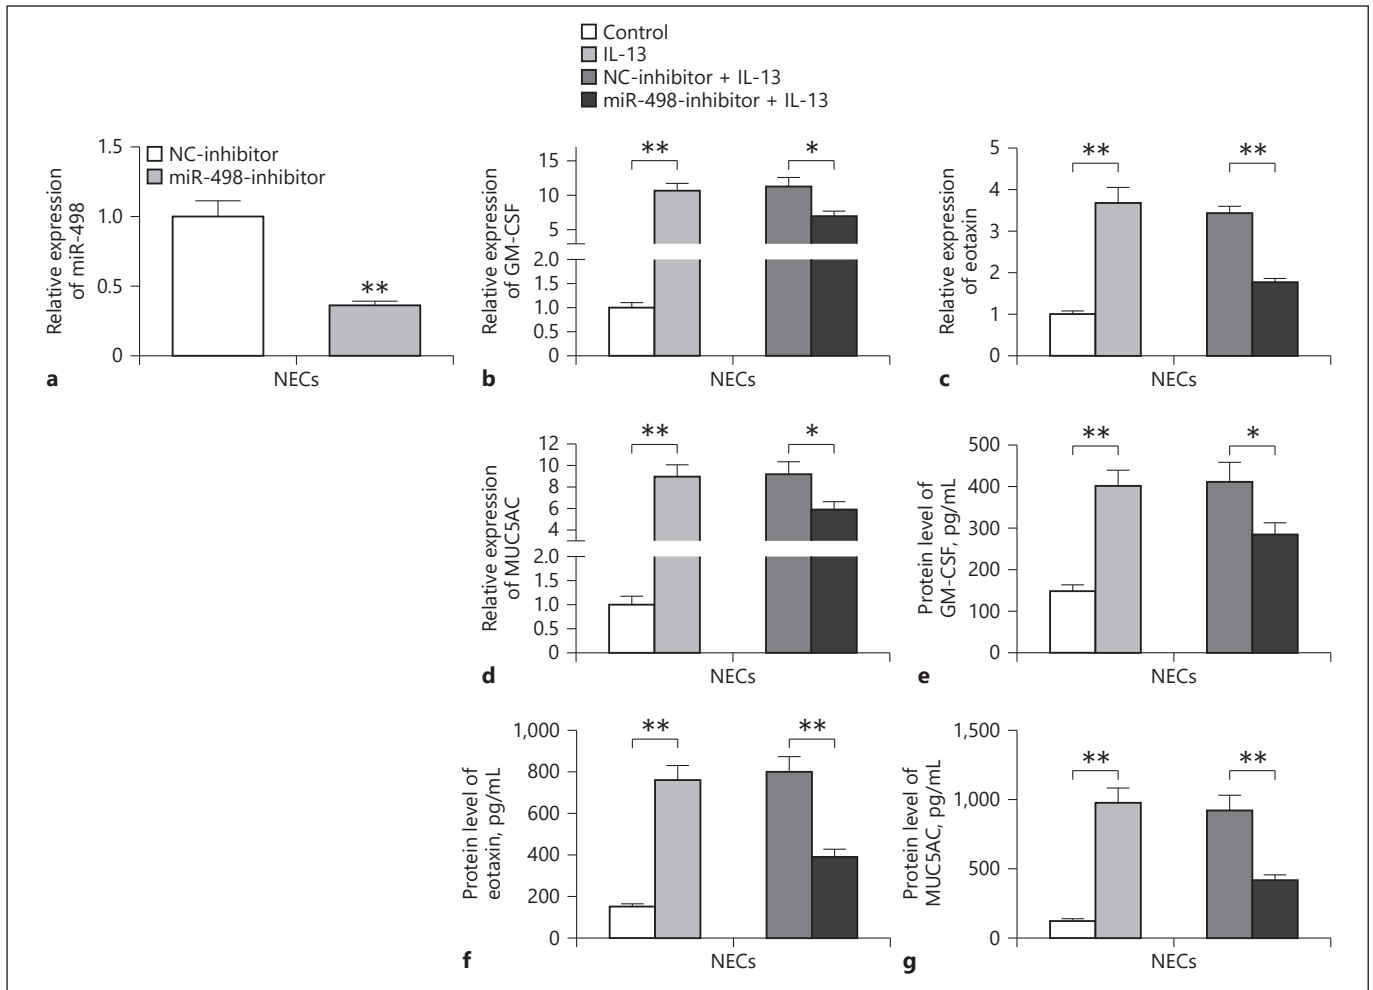 Control
IL-13
NC-inhibitor + IL-13
miR-498-inhibitor + IL-13
Relative expression
of miR-498
1.5
1.0
0.5
0
NC-inhibitor
miR-498-inhibitor
**
NECs
a
Relative expression
of GM-CSF
15
10
5
2.0
1.5
1.0
0.5
0
**
*
NECs
b
Relative expression
of eotaxin
5
4
3
2
1
0
**
**
NECs
c
Relative expression
of MUC5AC
12
10
8
6
4
2.0
1.5
1.0
0.5
0
**
*
NECs
d
Protein level of
GM-CSF, pg/mL
500
400
300
200
100
0
**
*
NECs
e
Protein level of
eotaxin, pg/mL
1,000
800
600
400
200
0
**
**
NECs
f
Protein level of
MUC5AC, pg/mL
1,500
1,000
500
0
**
**
NECs
g